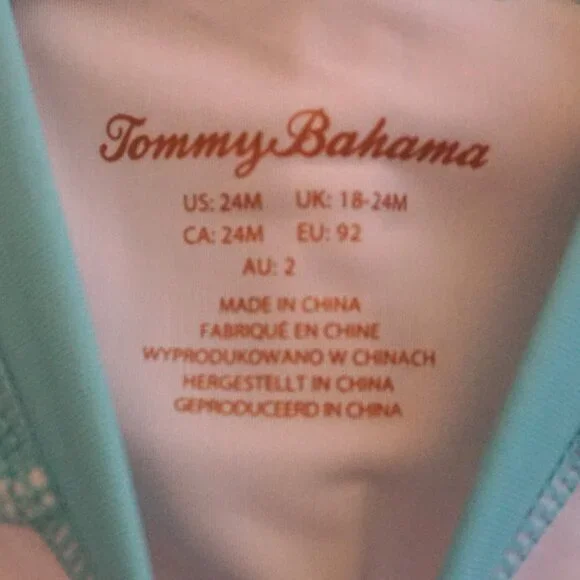 Tommy Bahama
US: 24M UK: 18-24M
CA: 24M EU: 92
AU: 2
MADE IN CHINA
FABRIQUÉ EN CHINE
WYPRODUKOWANO W CHINACH
HERGESTELLT IN CHINA
GEPRODUCEERD IN CHINA